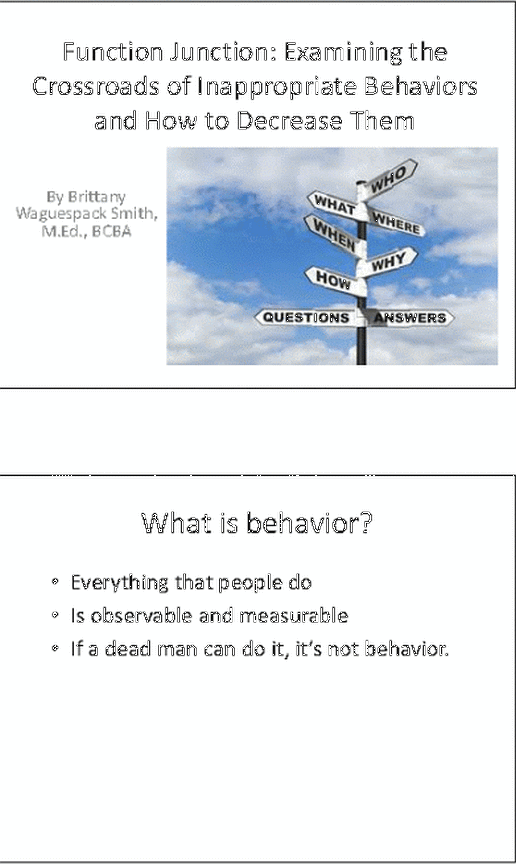 Function Junction: Examining the
Crossroads of Inappropriate Behaviors
and How to Decrease Them
By Brittany
Waguespack Smith,
M.Ed., BCBA
WHO
WHAT
WHERE
WHEN
WHY
HOW
QUESTIONS
ANSWERS
What is behavior?
• Everything that people do
• Is observable and measurable
• If a dead man can do it, it's not behavior.